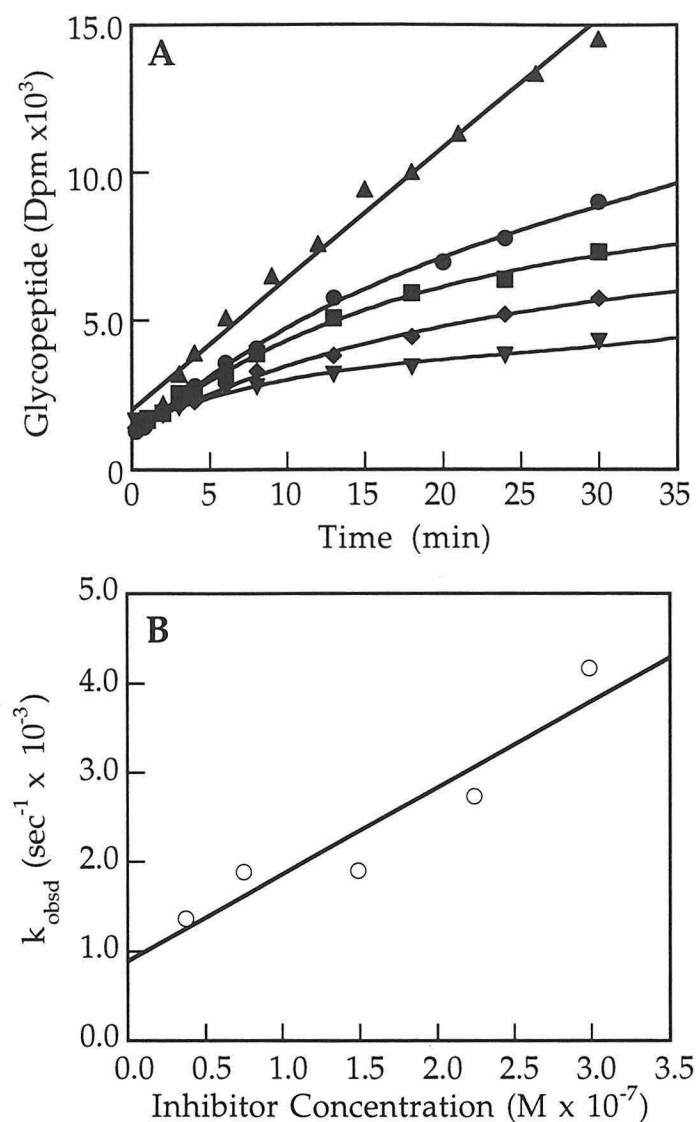 A
Glycopeptide (Dpm x10³)
15.0
10.0
5.0
0
0 5 10 15 20 25 30 35
Time (min)
B
k_obsd (sec⁻¹ x 10⁻³)
5.0
4.0
3.0
2.0
1.0
0.0
0.0 0.5 1.0 1.5 2.0 2.5 3.0 3.5
Inhibitor Concentration (M x 10⁻⁷)